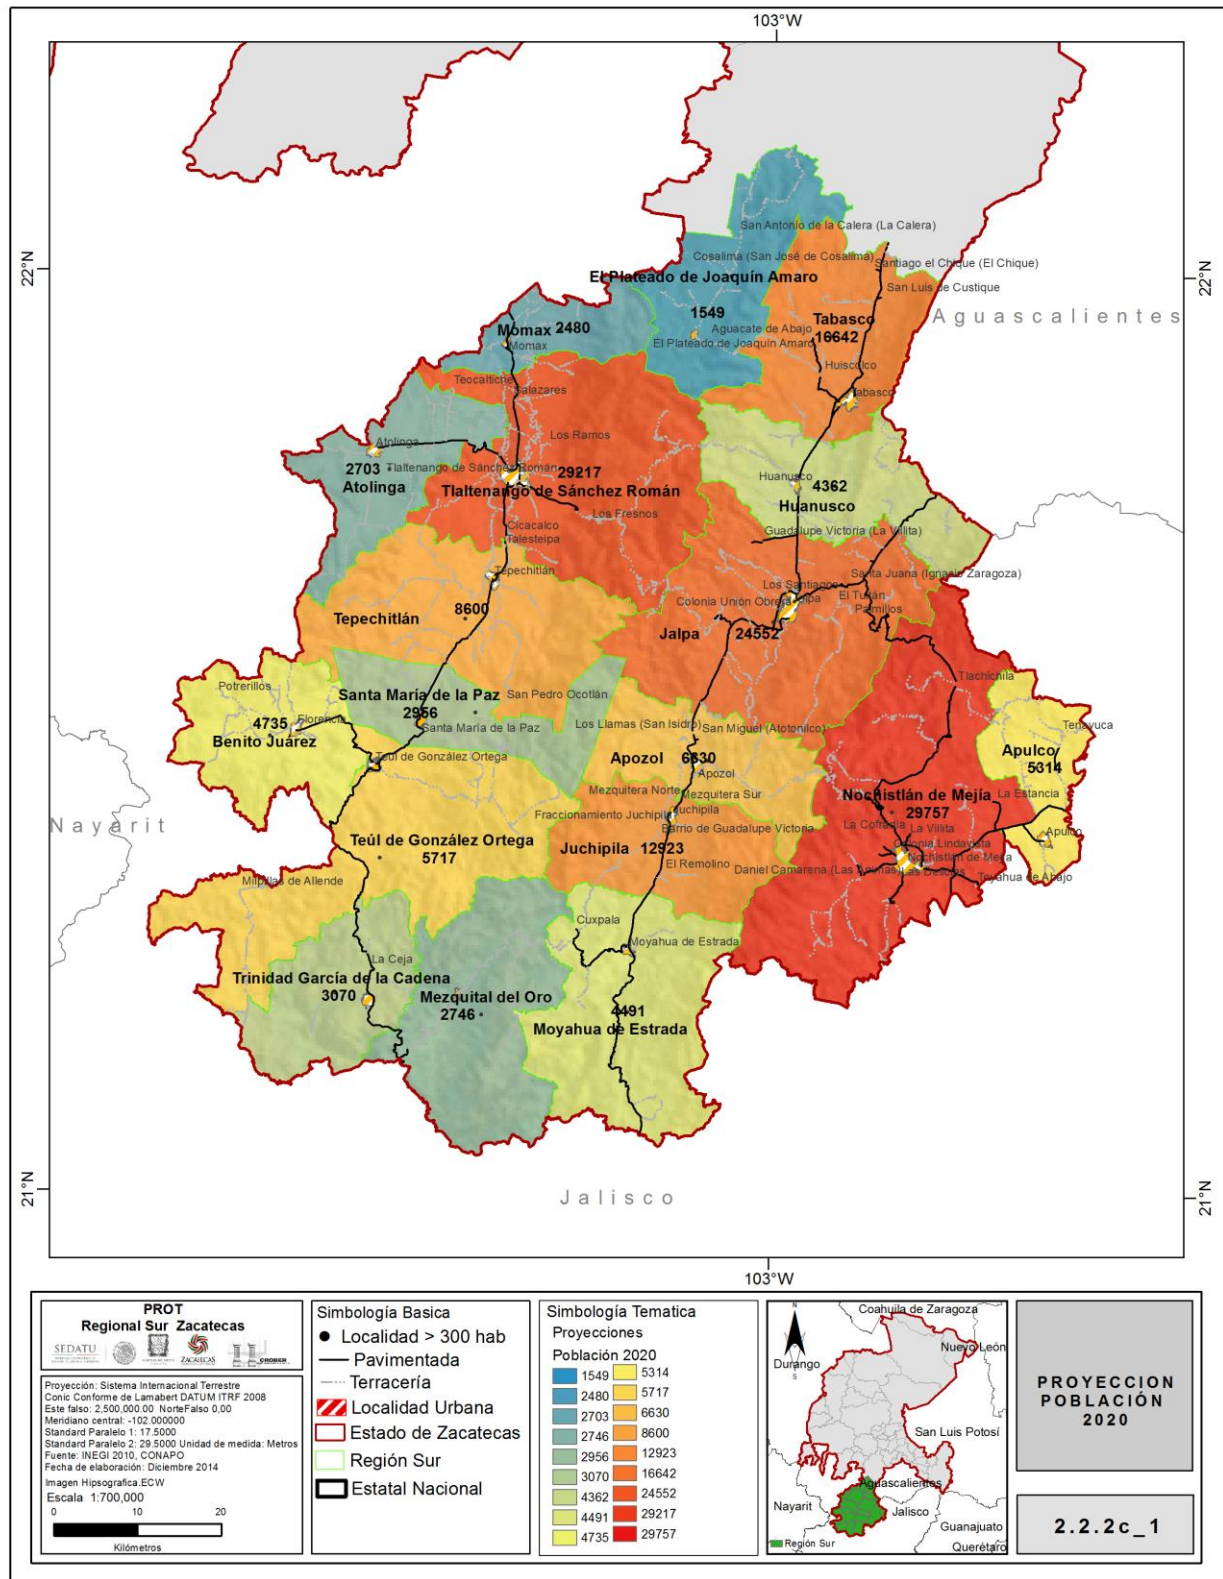 103°W
22°N
22°N
San Antonio de la Calera (La Calera)
Cosalima (San José de Cosalima)
Santiago el Chique (El Chique)
El Plateado de Joaquín Amaro
San Luis de Custique
1549
Aguascalientes
Tabasco
16642
Momax 2480
Aguacate de Abajo
Momax
El Plateado de Joaquín Amaro
Huiscolco
Teocaltiche
Salazares
Tabasco
Los Ramos
Atolinga
2703
Tlaltenango de Sánchez Román
29217
Atolinga
Tlaltenango de Sánchez Román
Huanusco
4362
Huanusco
Los Fresnos
Cicacalco
Talesteipa
Guadalupe Victoria (La Villita)
Tepechitlán
Santa Juana (Ignacio Zaragoza)
Los Santiagos
Colonia Unión Obrera
Jalpa
El Tuitán
Pamillos
8600
Tepechitlán
Jalpa
24552
Tlachichila
Potrerillos
Santa María de la Paz
2956
San Pedro Ocotlán
4735
Florencia
Benito Juárez
Santa María de la Paz
Los Llamas (San Isidro)
San Miguel (Atotonilco)
Tenayuca
Apulco
5314
Teul de González Ortega
Apozol 6630
Apozol
Mezquitera Norte
Mezquitera Sur
Nochistlán de Mejía
29757
La Estancia
Nayarit
Fraccionamiento Juchipila
Juchipila
Barrio de Guadalupe Victoria
La Cofradía
La Villita
Apulco
Teúl de González Ortega
5717
Juchipila 12923
Colonia Lindavista
Nochistlán de Mejía
El Remolino
Daniel Camarena (Las Animas)
Las Descas
Toyahua de Abajo
Milpillas de Allende
Cuxpala
Moyahua de Estrada
La Ceja
Trinidad García de la Cadena
3070
Mezquital del Oro
2746
4491
Moyahua de Estrada
21°N
21°N
Jalisco
103°W
PROT
Regional Sur Zacatecas
SEDATU
ZACATECAS
Proyección: Sistema Internacional Terrestre
Conic Conforme de Lamabert DATUM ITRF 2008
Este falso: 2,500,000.00 NorteFalso 0,00
Meridiano central: -102.000000
Standard Paralelo 1: 17.5000
Standard Paralelo 2: 29.5000 Unidad de medida: Metros
Fuente: INEGI 2010, CONAPO
Fecha de elaboración: Diciembre 2014
Imagen Hipsografica.ECW
Escala 1:700,000
0 10 20
Kilómetros
Simbología Basica
Localidad > 300 hab
Pavimentada
Terracería
Localidad Urbana
Estado de Zacatecas
Región Sur
Estatal Nacional
Simbología Tematica
Proyecciones
Población 2020
1549
2480
2703
2746
2956
3070
4362
4491
4735
5314
5717
6630
8600
12923
16642
24552
29217
29757
N
Coahuila de Zaragoza
Nuevo León
Durango
San Luis Potosí
Aguascalientes
Nayarit
Jalisco
Guanajuato
Querétaro
Región Sur
PROYECCION
POBLACIÓN
2020
2.2.2c_1